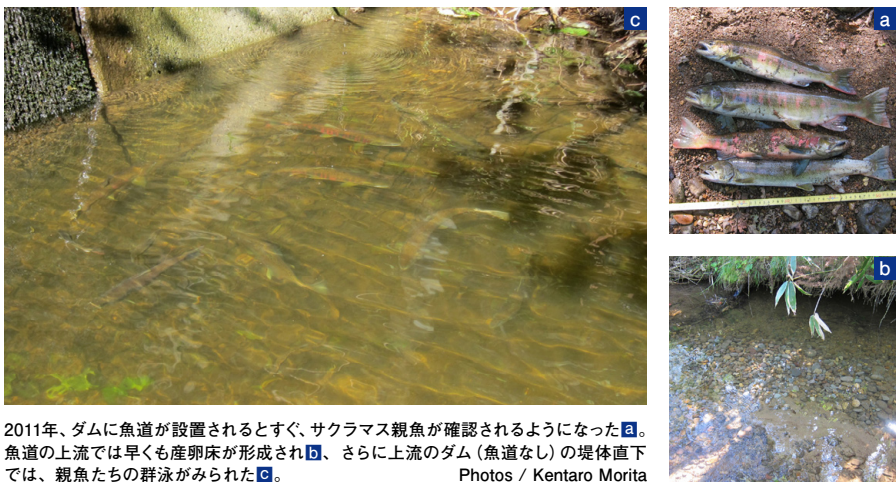 c
a
b
2011年、ダムに魚道が設置されるとすぐ、サクラマス親魚が確認されるようになったa。
魚道の上流では早くも産卵床が形成されb、さらに上流のダム（魚道なし）の堤体直下
では、親魚たちの群泳がみられたc。
Photos / Kentaro Morita